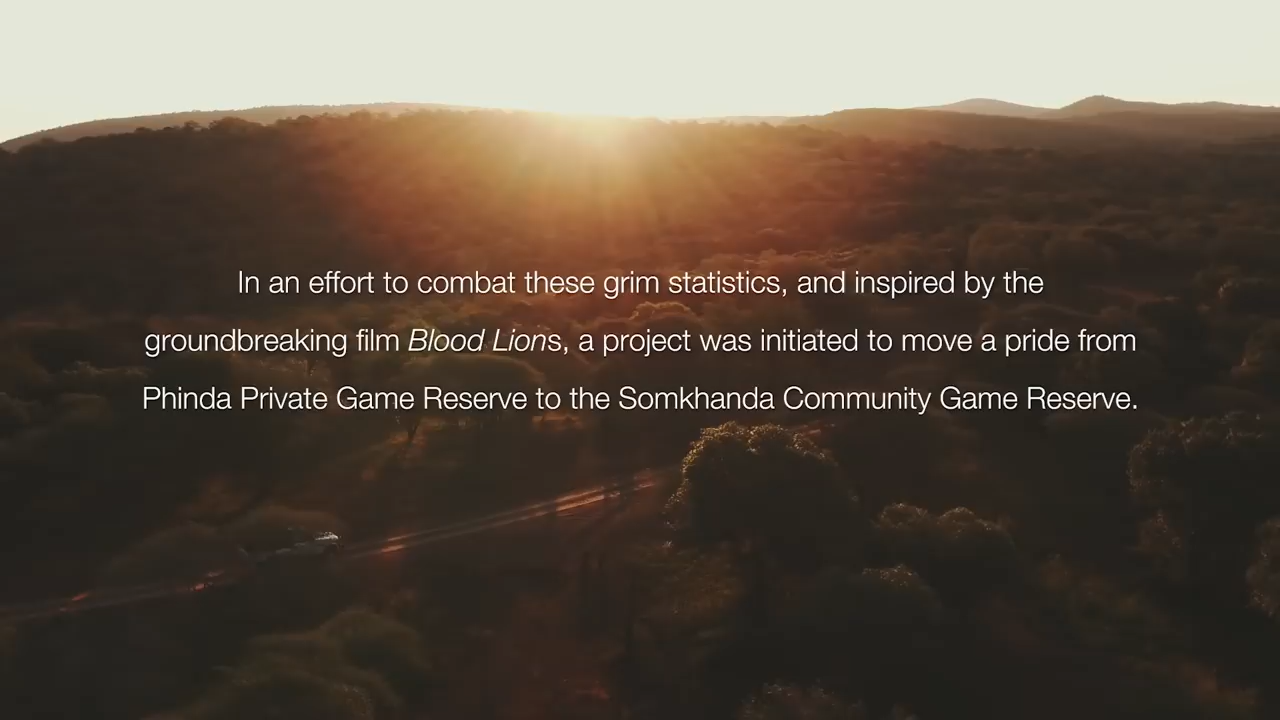 In an effort to combat these grim statistics, and inspired by the
groundbreaking film Blood Lions, a project was initiated to move a pride from
Phinda Private Game Reserve to the Somkhanda Community Game Reserve.